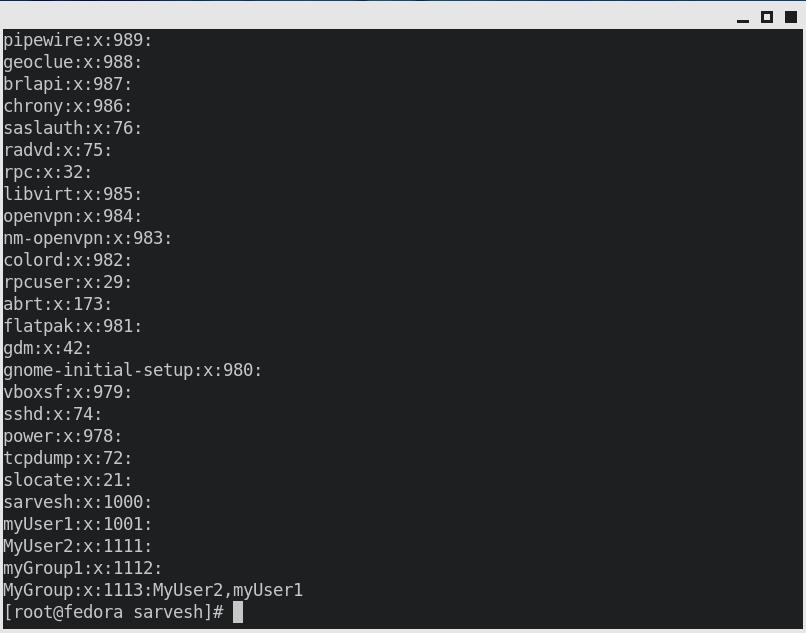 pipewire:x:989:
geoclue:x:988:
brlapi:x:987:
chrony:x:986:
saslauth:x:76:
radvd:x:75:
rpc:x:32:
libvirt:x:985:
openvpn:x:984:
nm-openvpn:x:983:
colord:x:982:
rpcuser:x:29:
abrt:x:173:
flatpak:x:981:
gdm:x:42:
gnome-initial-setup:x:980:
vboxsf:x:979:
sshd:x:74:
power:x:978:
tcpdump:x:72:
slocate:x:21:
sarvesh:x:1000:
myUser1:x:1001:
MyUser2:x:1111:
myGroup1:x:1112:
MyGroup:x:1113:MyUser2,myUser1
[root@fedora sarvesh]#